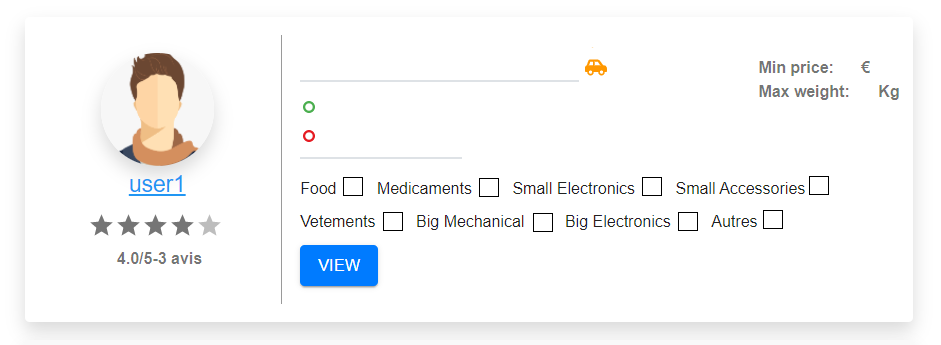 user1
4.0/5-3 avis
Min price: €
Max weight: Kg
Food Medicaments Small Electronics Small Accessories
Vetements Big Mechanical Big Electronics Autres
VIEW